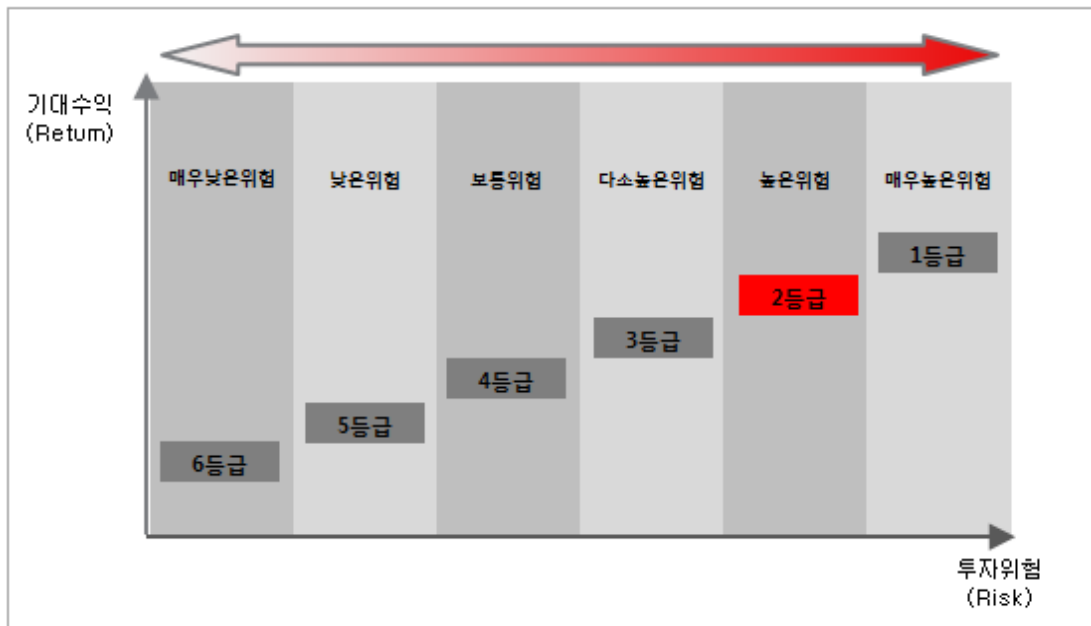 기대수익
(Retum)
매우낮은위험
낮은위험
보통위험
다소높은위험
높은위험
매우높은위험
1등급
2등급
3등급
4등급
5등급
6등급
투자위험
(Risk)